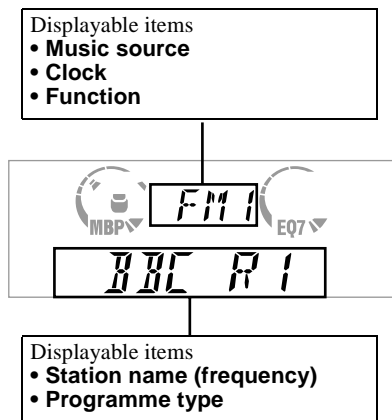 Displayable items
• Music source
• Clock
• Function
FM1
MBP
EQ7
BBC R1
Displayable items
• Station name (frequency)
• Programme type